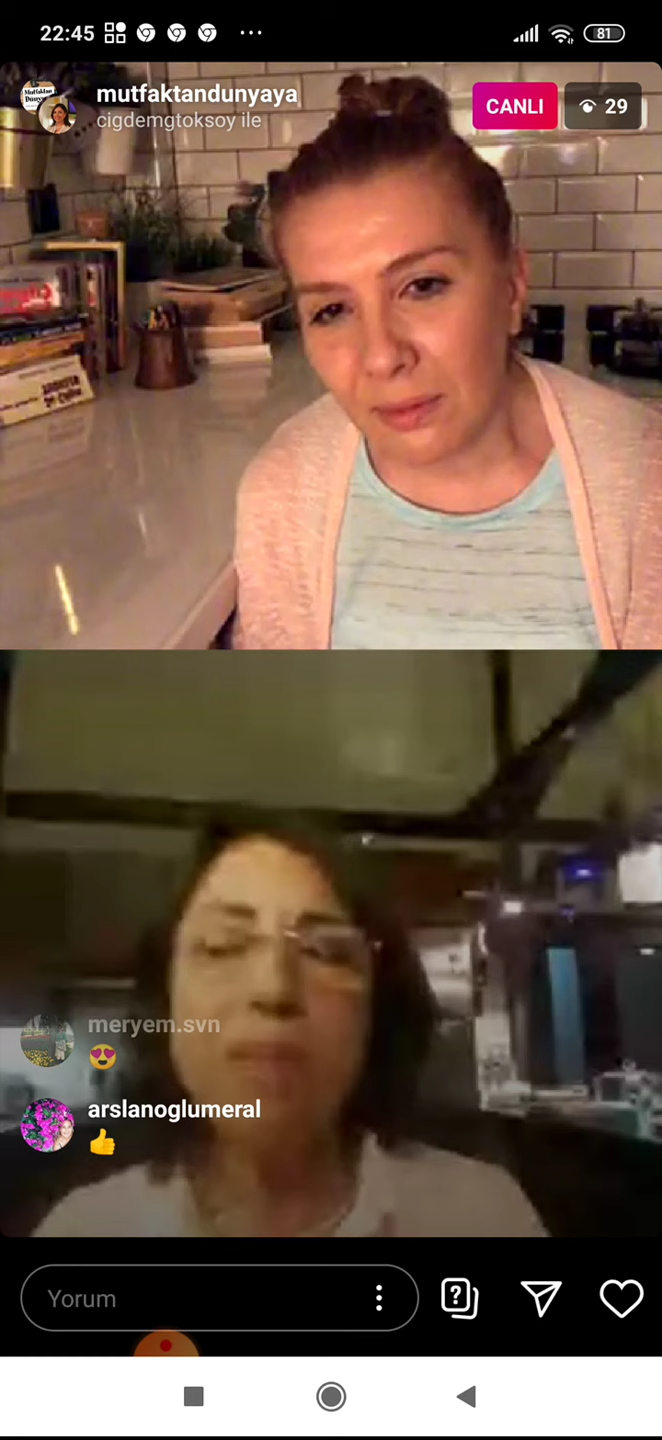 22:45
81
mutfaktandunyaya
cigdemgtoksoy ile
CANLI
29
meryem.svn
arslanoglumeral
Yorum